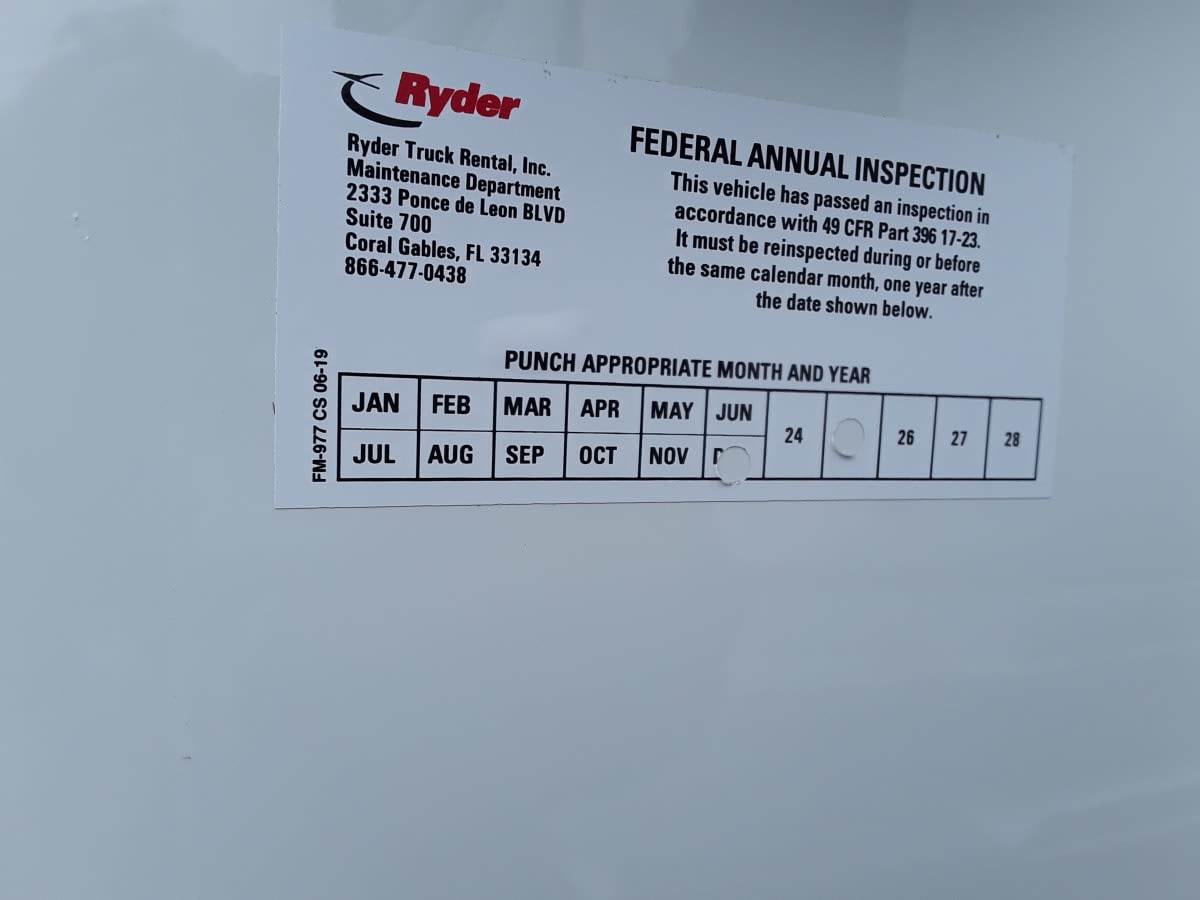 Ryder
Ryder Truck Rental, Inc.
Maintenance Department
2333 Ponce de Leon BLVD
Suite 700
Coral Gables, FL 33134
866-477-0438
FEDERAL ANNUAL INSPECTION
This vehicle has passed an inspection in
accordance with 49 CFR Part 396 17-23.
It must be reinspected during or before
the same calendar month, one year after
the date shown below.
FM-977 CS 06-19
PUNCH APPROPRIATE MONTH AND YEAR
JAN FEB MAR APR MAY JUN
JUL AUG SEP OCT NOV
24 26 27 28